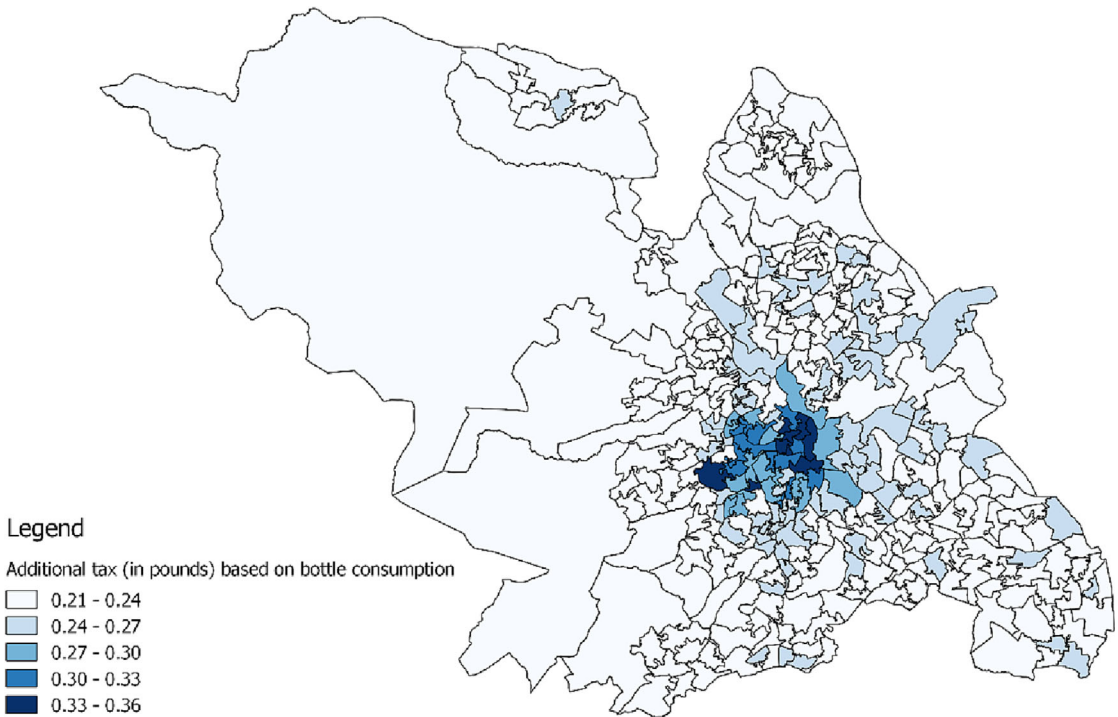 Legend
Additional tax (in pounds) based on bottle consumption
0.21 - 0.24
0.24 - 0.27
0.27 - 0.30
0.30 - 0.33
0.33 - 0.36